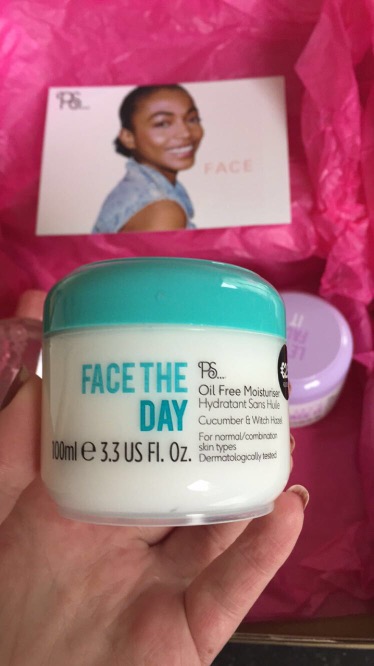 PS...
FACE
FACE THE
DAY
100ml e 3.3 US Fl. Oz.
PS...
Oil Free Moisturiser
Hydratant Sans Huile
Cucumber & Witch Hazel
For normal/combination
skin types
Dermatologically tested